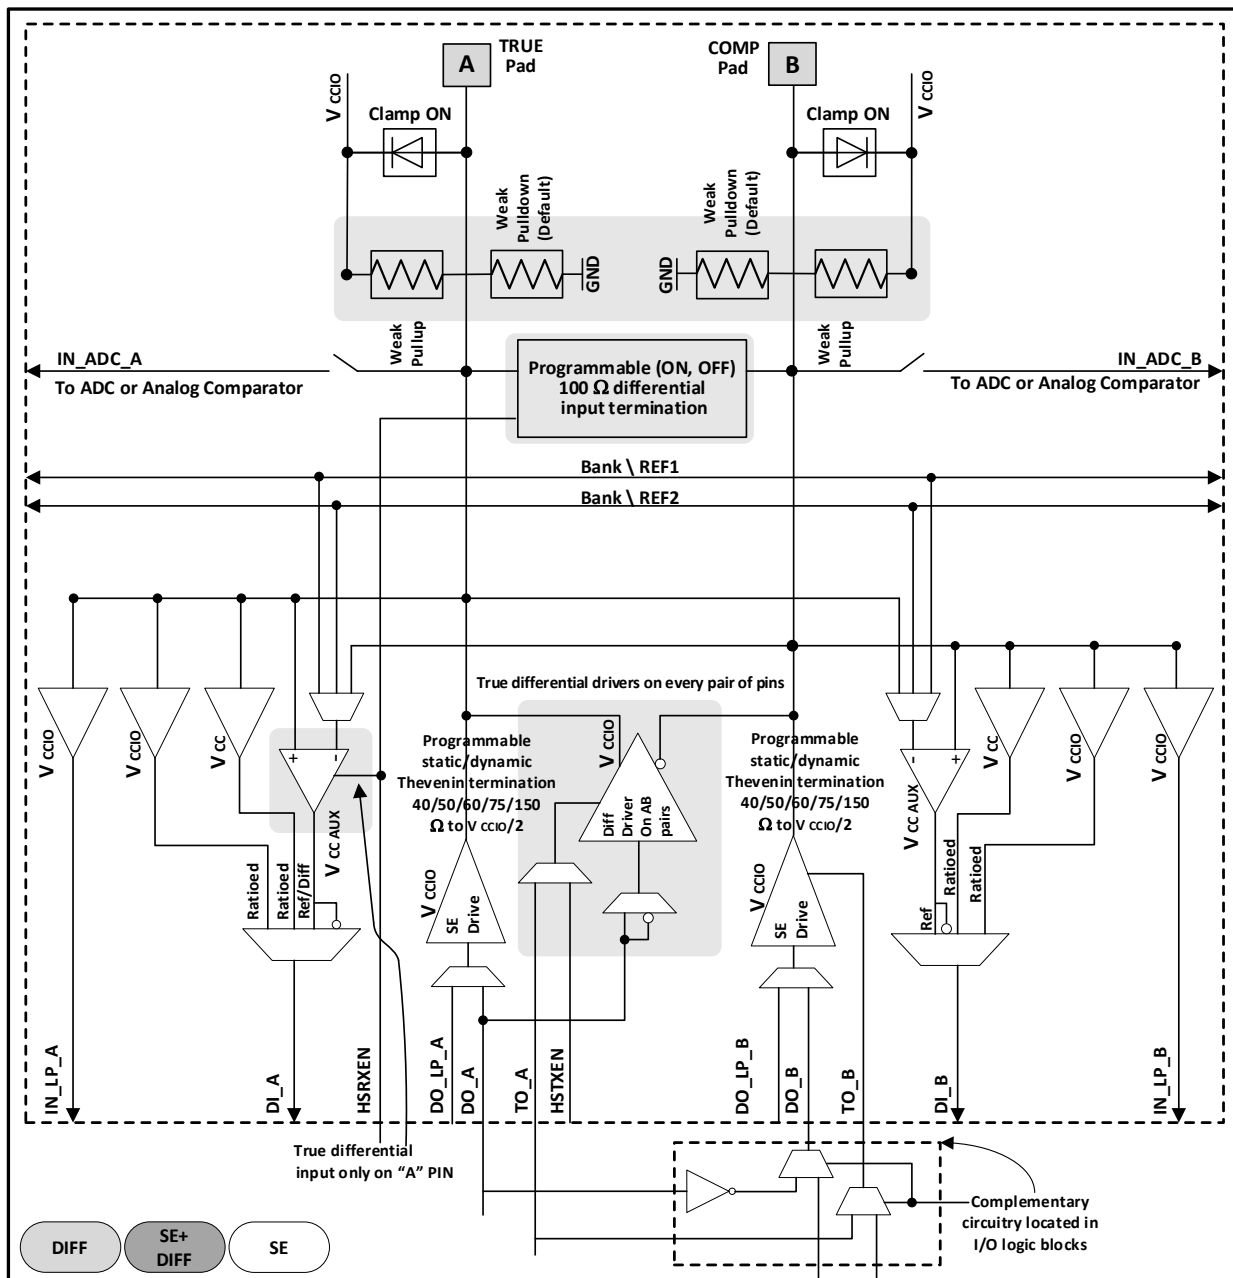 TRUE
Pad
A
COMP
Pad
B
V CCIO
Clamp ON
Clamp ON
V CCIO
Weak
Pulldown
(Default)
Weak
Pulldown
(Default)
GND
GND
Weak
Pullup
Weak
Pullup
IN_ADC_A
To ADC or Analog Comparator
Programmable (ON, OFF)
100 Ω differential
input termination
IN_ADC_B
To ADC or Analog Comparator
Bank \ REF1
Bank \ REF2
True differential drivers on every pair of pins
V CCIO
V CCIO
V CC
+
-
V CC AUX
Programmable
static/dynamic
Thevenin termination
40/50/60/75/150
Ω to V CCIO/2
V CCIO
Diff
Driver
On AB
pairs
Programmable
static/dynamic
Thevenin termination
40/50/60/75/150
Ω to V CCIO/2
-
+
V CC AUX
V CC
V CCIO
V CCIO
Ratioed
Ratioed
Ref/Diff
V CCIO
SE
Drive
V CCIO
SE
Drive
Ref
Ratioed
Ratioed
IN_LP_A
DI_A
HSRXEN
DO_LP_A
DO_A
TO_A
HSTXEN
DO_LP_B
DO_B
TO_B
DI_B
IN_LP_B
True differential
input only on “A” PIN
Complementary
circuitry located in
I/O logic blocks
DIFF
SE+
DIFF
SE